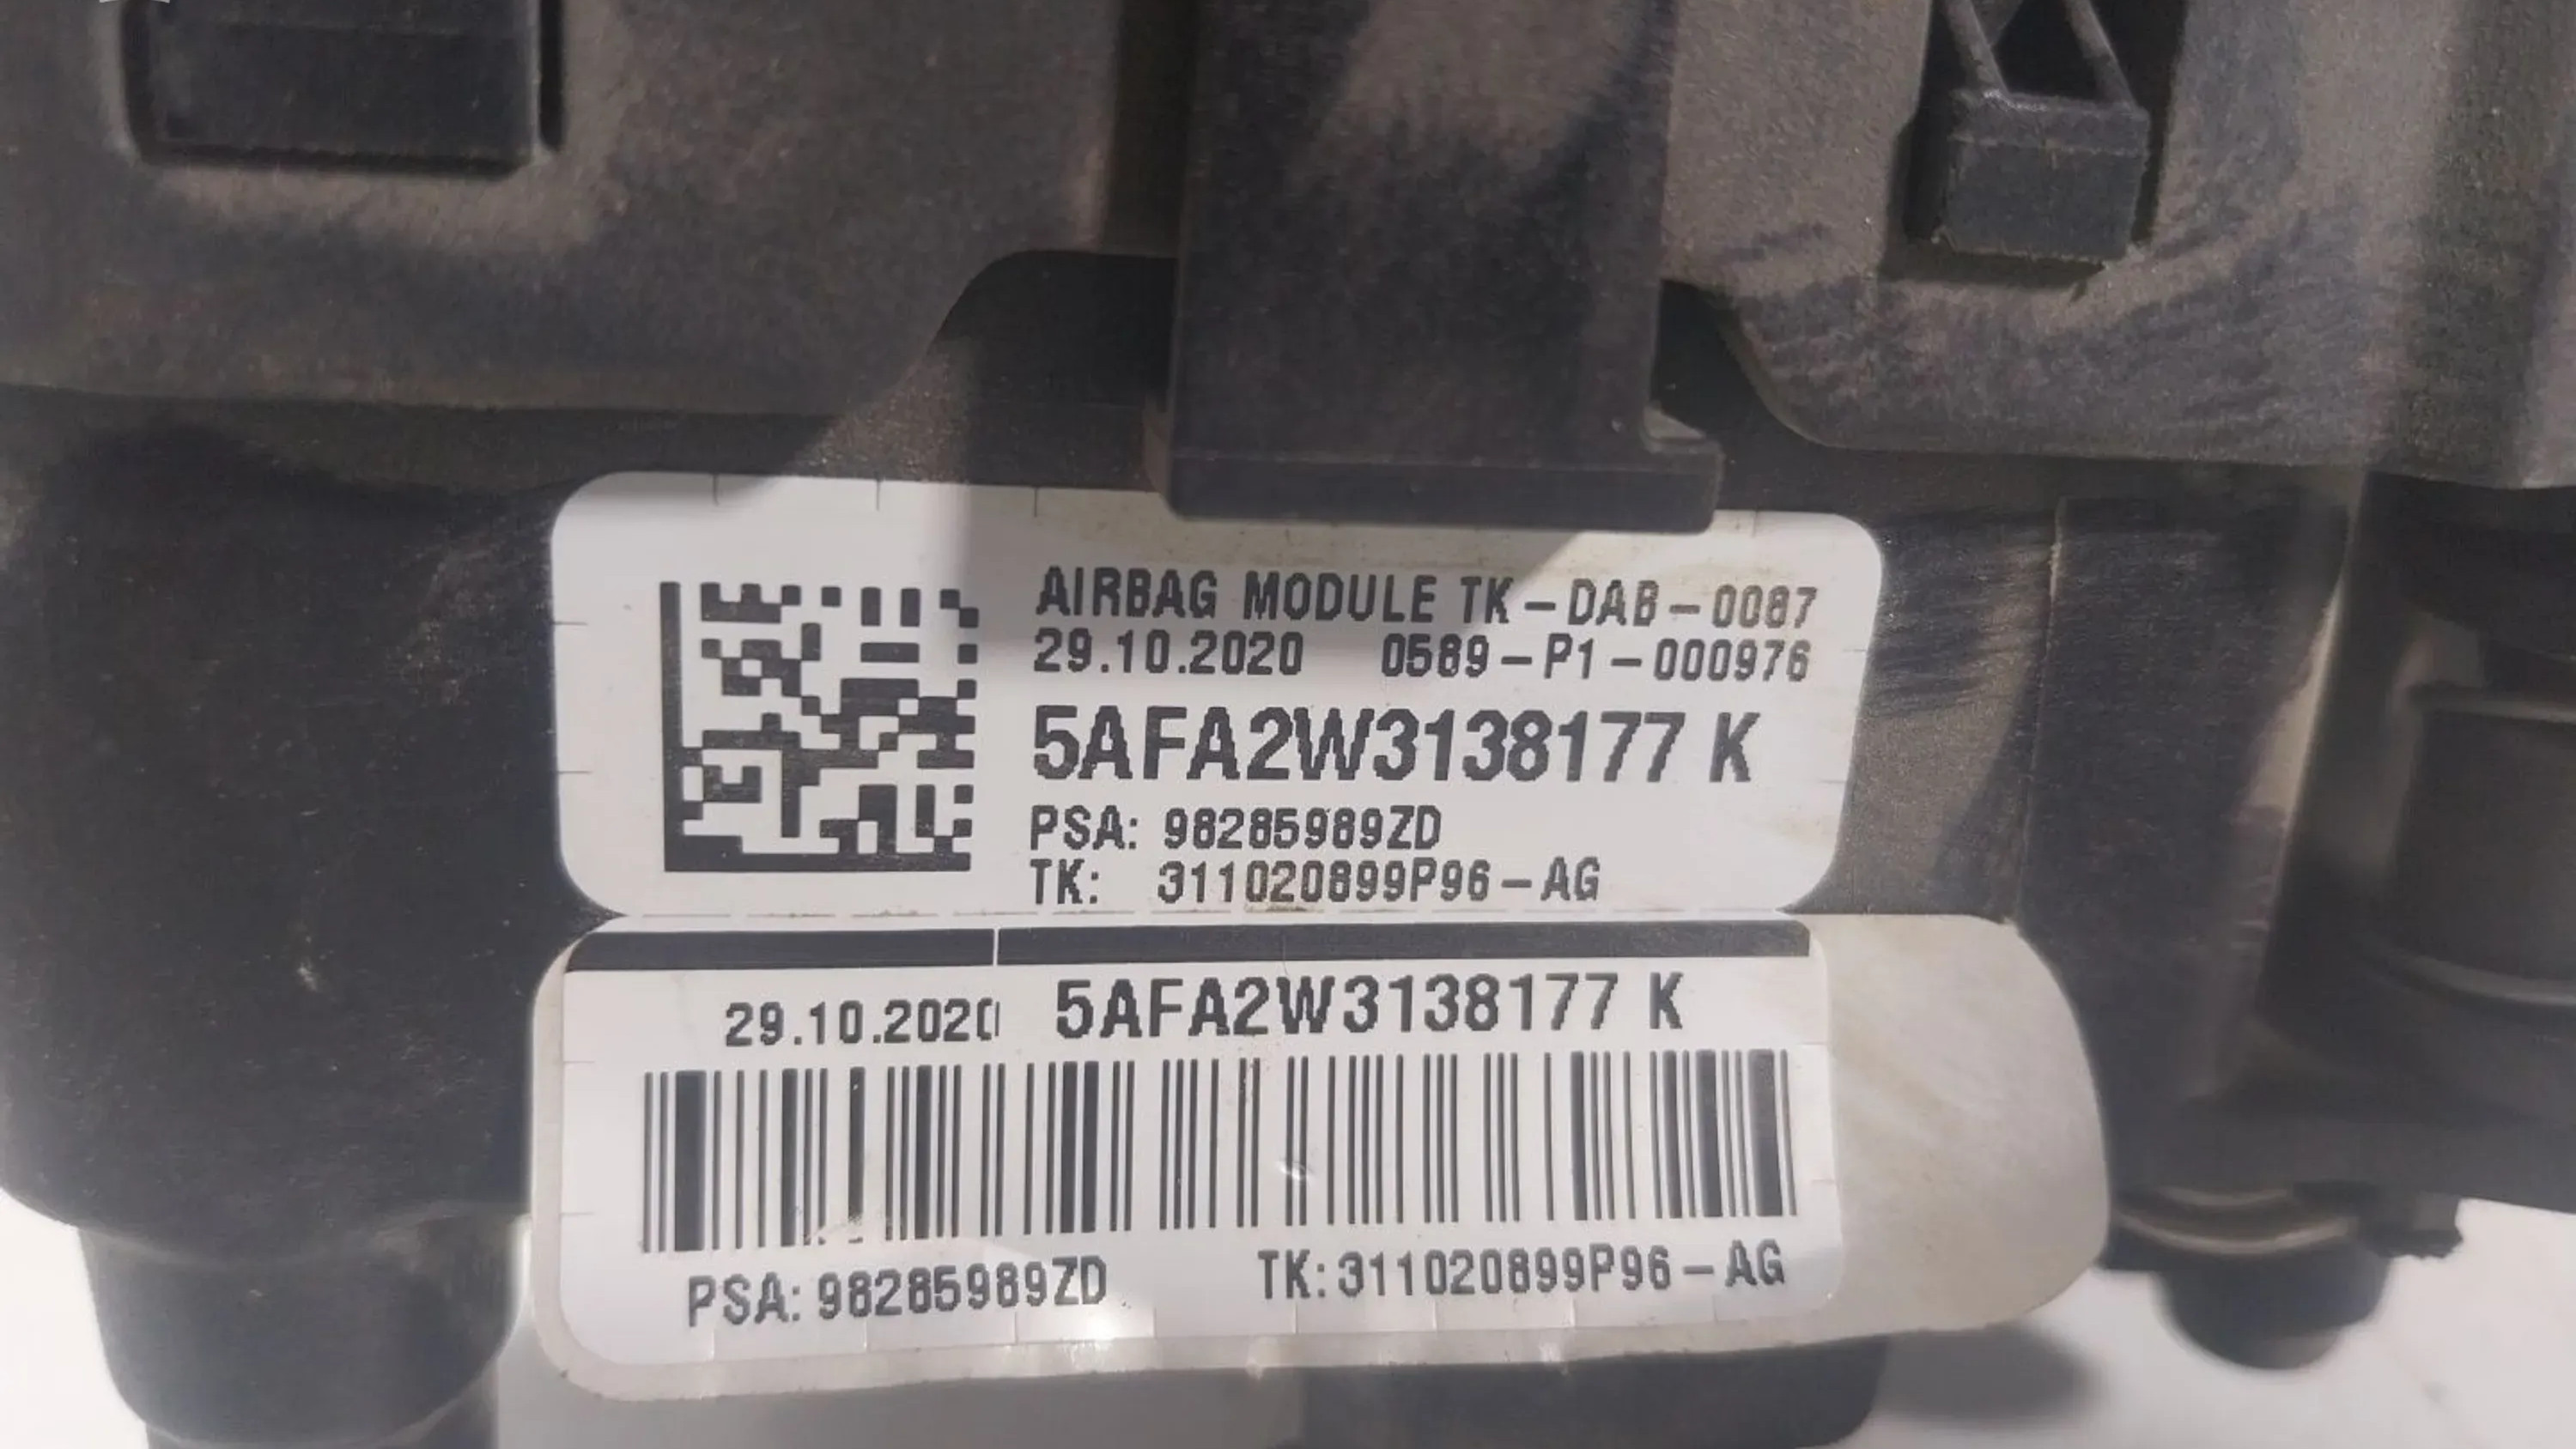 AIRBAG MODULE TK-DAB-0087
29.10.2020 0589-P1-000976
5AFA2W3138177 K
PSA: 98285989ZD
TK: 311020899P96-AG
29.10.2020 5AFA2W3138177 K
PSA: 98285989ZD TK: 311020899P96-AG